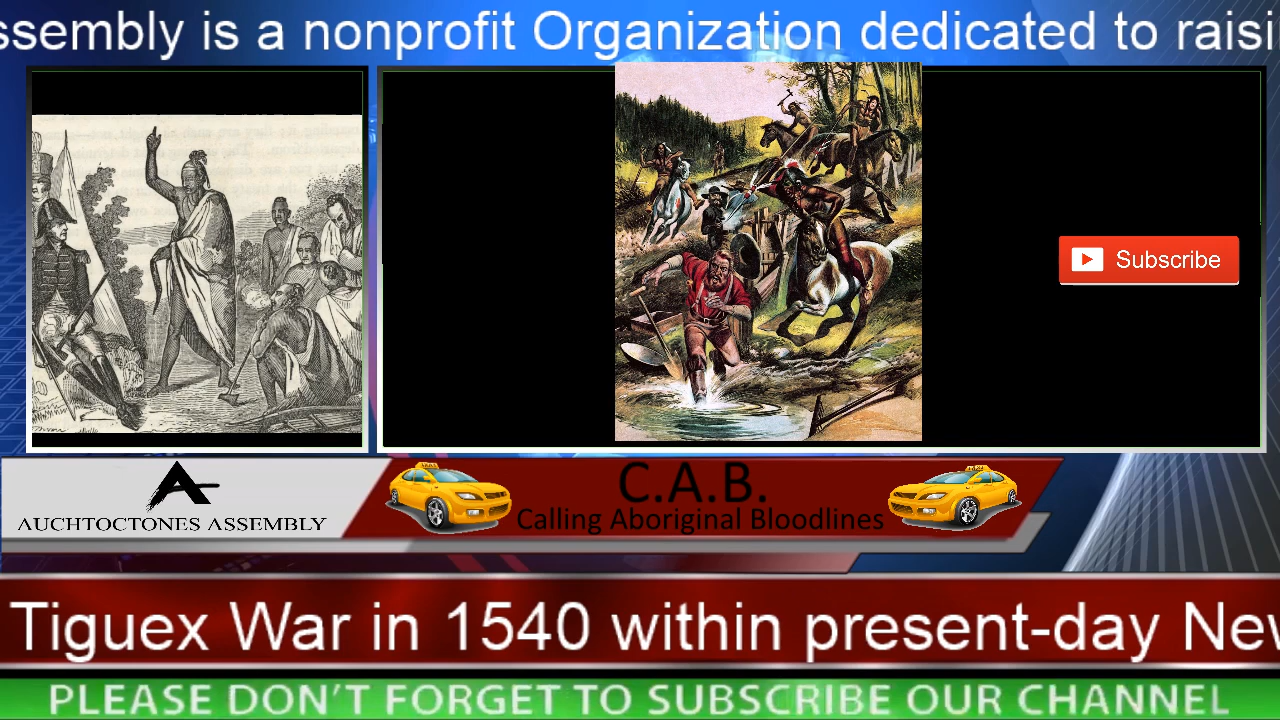 ssembly is a nonprofit Organization dedicated to raisi
Subscribe
AUCHTOCTONES ASSEMBLY
C.A.B.
Calling Aboriginal Bloodlines
Tiguex War in 1540 within present-day New
PLEASE DON'T FORGET TO SUBSCRIBE OUR CHANNEL